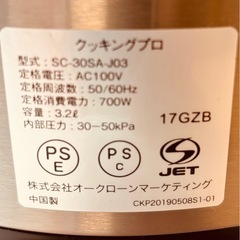 クッキングプロ
型式：SC-30SA-J03
定格電圧：AC100V
定格周波数：50/60Hz
定格消費電力：700W
容量：3.2ℓ
内部圧力：30－50kPa
17GZB
PS
E
PS
C
S
JET
株式会社オークローンマーケティング
中国製
CKP20190508S1-01